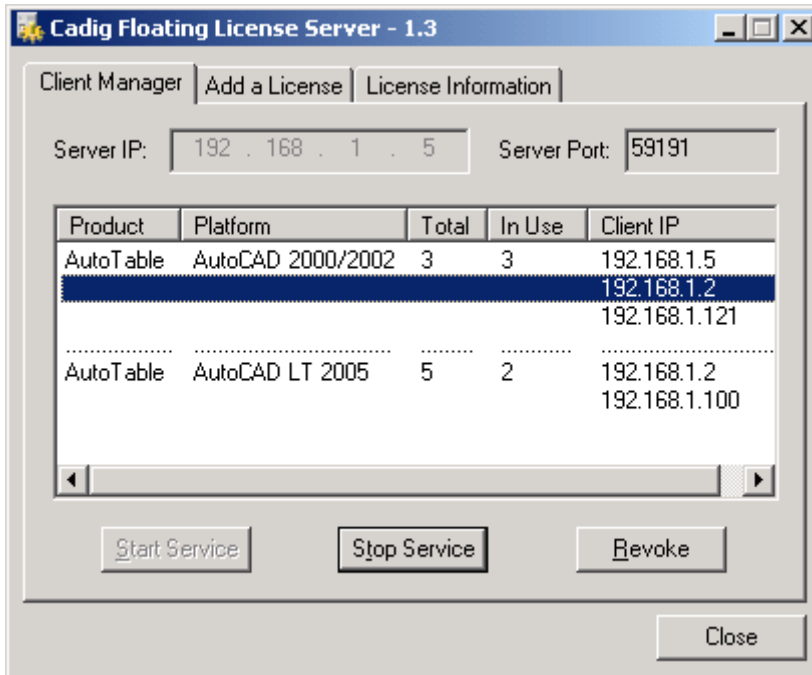 Cadig Floating License Server - 1.3
Client Manager Add a License License Information
Server IP: 192 . 168 . 1 . 5 Server Port: 59191
Product Platform Total In Use Client IP
AutoTable AutoCAD 2000/2002 3 3 192.168.1.5
192.168.1.2
192.168.1.121
AutoTable AutoCAD LT 2005 5 2 192.168.1.2
192.168.1.100
Start Service Stop Service Revoke
Close